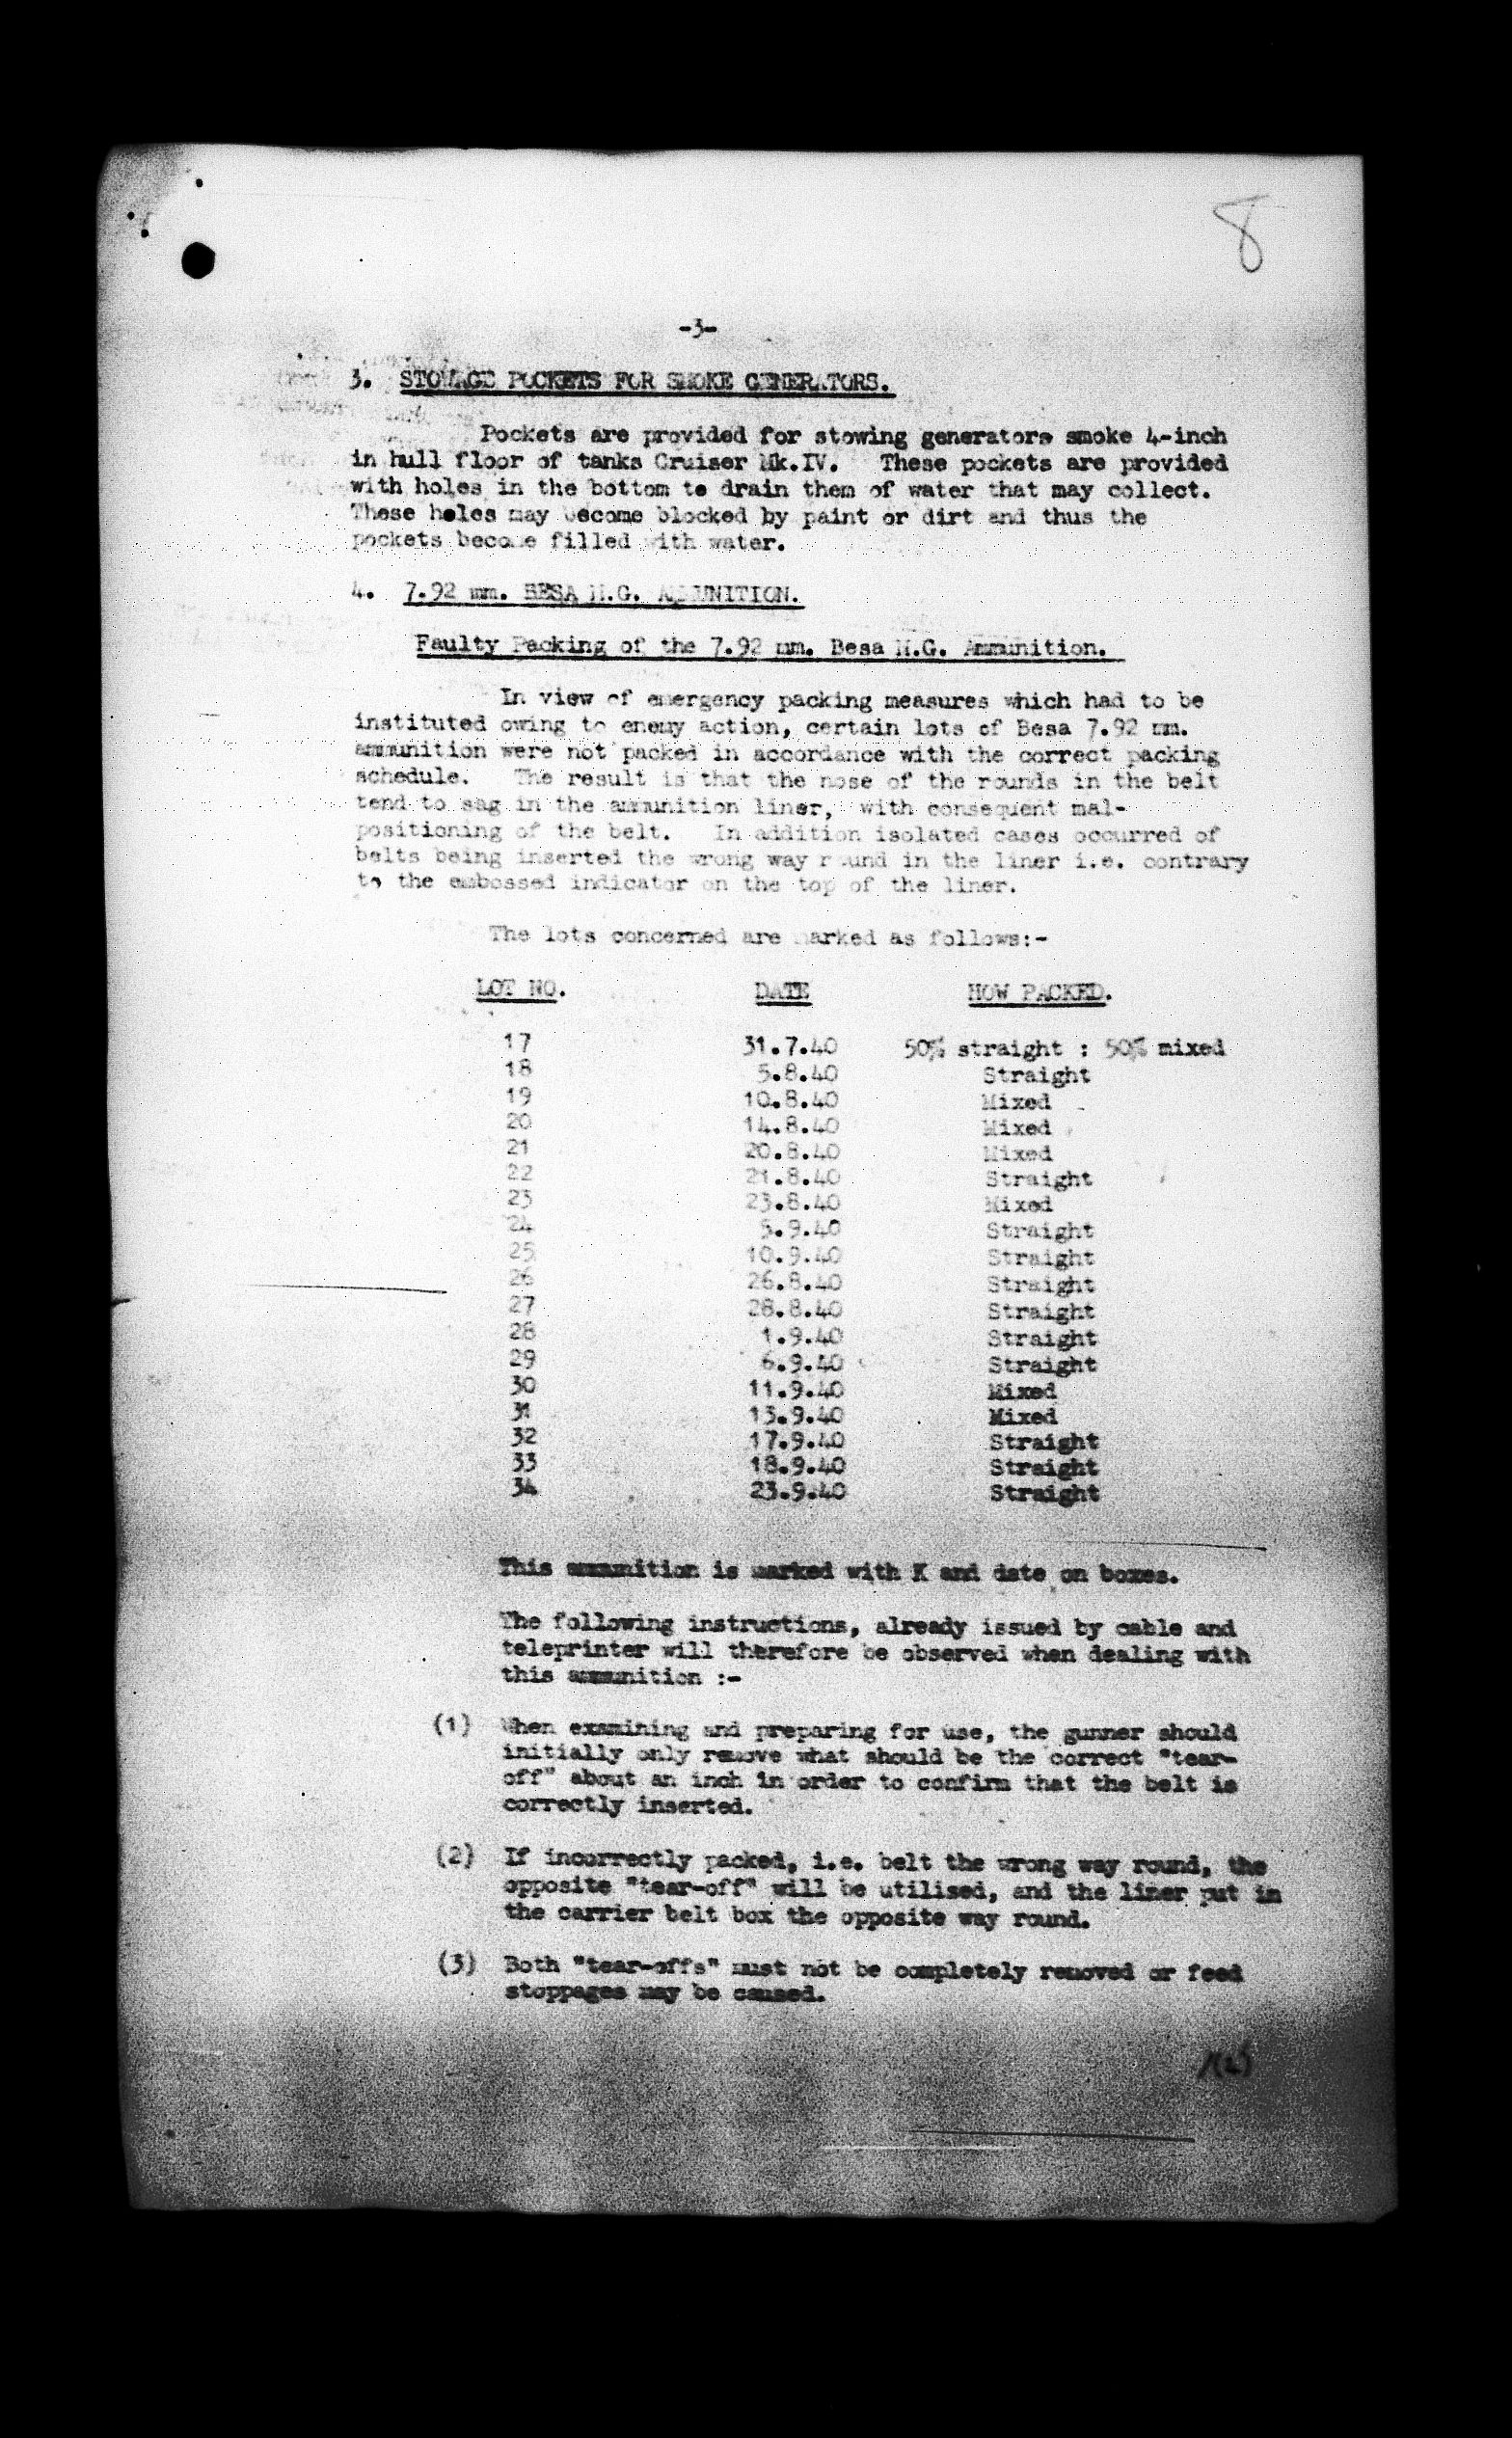 8
-3-
3. STOWAGE POCKETS FOR SMOKE GENERATORS.
Pockets are provided for stowing generators smoke 4-inch
in hull floor of tanks Cruiser Mk.IV. These pockets are provided
with holes in the bottom to drain them of water that may collect.
These holes may become blocked by paint or dirt and thus the
pockets become filled with water.
4. 7.92 mm. BESA M.G. AMMUNITION.
Faulty Packing of the 7.92 mm. Besa M.G. Ammunition.
In view of emergency packing measures which had to be
instituted owing to enemy action, certain lots of Besa 7.92 mm.
ammunition were not packed in accordance with the correct packing
schedule. The result is that the nose of the rounds in the belt
tend to sag in the ammunition liner, with consequent mal-
positioning of the belt. In addition isolated cases occurred of
belts being inserted the wrong way round in the liner i.e. contrary
to the embossed indicator on the top of the liner.
The lots concerned are marked as follows:-
LOT NO. DATE HOW PACKED.
17 31.7.40 50% straight : 50% mixed
18 5.8.40 Straight
19 10.8.40 Mixed
20 14.8.40 Mixed
21 20.8.40 Mixed
22 21.8.40 Straight
23 23.8.40 Mixed
24 5.9.40 Straight
25 10.9.40 Straight
26 26.8.40 Straight
27 28.8.40 Straight
28 1.9.40 Straight
29 6.9.40 Straight
30 11.9.40 Mixed
31 13.9.40 Mixed
32 17.9.40 Straight
33 18.9.40 Straight
34 23.9.40 Straight
This ammunition is marked with K and date on boxes.
The following instructions, already issued by cable and
teleprinter will therefore be observed when dealing with
this ammunition :-
(1) When examining and preparing for use, the gunner should
initially only remove what should be the correct "tear-
off" about an inch in order to confirm that the belt is
correctly inserted.
(2) If incorrectly packed, i.e. belt the wrong way round, the
opposite "tear-off" will be utilised, and the liner put in
the carrier belt box the opposite way round.
(3) Both "tear-offs" must not be completely removed or feed
stoppages may be caused.